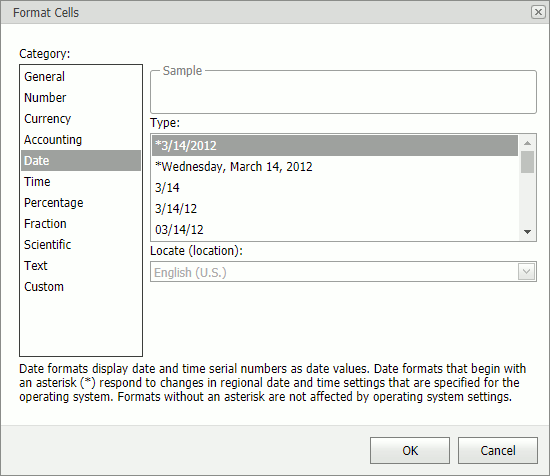 Format Cells
Category:
General
Number
Currency
Accounting
Date
Time
Percentage
Fraction
Scientific
Text
Custom
Sample
Type:
*3/14/2012
*Wednesday, March 14, 2012
3/14
3/14/12
03/14/12
Locate (location):
English (U.S.)
Date formats display date and time serial numbers as date values. Date formats that begin with
an asterisk (*) respond to changes in regional date and time settings that are specified for the
operating system. Formats without an asterisk are not affected by operating system settings.
OK
Cancel